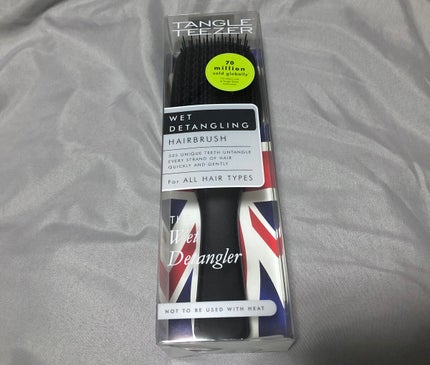 TANGLE
TEEZER
70
million
sold globally
WET
DETANGLING
HAIRBRUSH
325 UNIQUE TEETH UNTANGLE
EVERY STRAND OF HAIR
QUICKLY AND GENTLY
For ALL HAIR TYPES
The
Wet
Detangler
NOT TO BE USED WITH HEAT